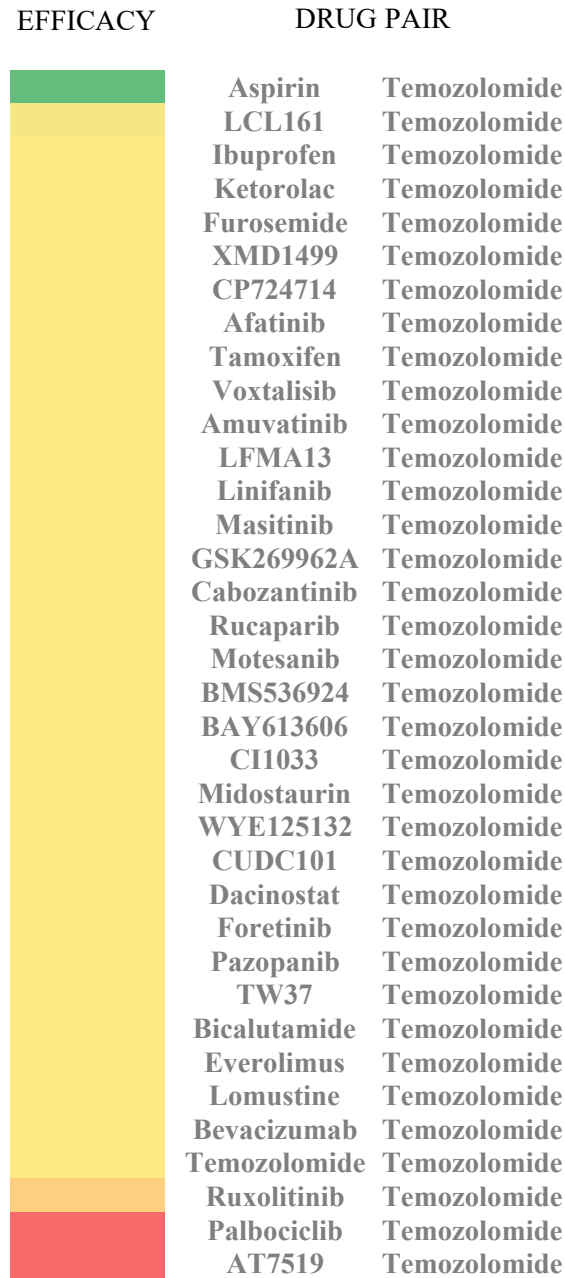 EFFICACY DRUG PAIR
Aspirin Temozolomide
LCL161 Temozolomide
Ibuprofen Temozolomide
Ketorolac Temozolomide
Furosemide Temozolomide
XMD1499 Temozolomide
CP724714 Temozolomide
Afatinib Temozolomide
Tamoxifen Temozolomide
Voxtalisib Temozolomide
Amuvatinib Temozolomide
LFMA13 Temozolomide
Linifanib Temozolomide
Masitinib Temozolomide
GSK269962A Temozolomide
Cabozantinib Temozolomide
Rucaparib Temozolomide
Motesanib Temozolomide
BMS536924 Temozolomide
BAY613606 Temozolomide
CI1033 Temozolomide
Midostaurin Temozolomide
WYE125132 Temozolomide
CUDC101 Temozolomide
Dacinostat Temozolomide
Foretinib Temozolomide
Pazopanib Temozolomide
TW37 Temozolomide
Bicalutamide Temozolomide
Everolimus Temozolomide
Lomustine Temozolomide
Bevacizumab Temozolomide
Temozolomide Temozolomide
Ruxolitinib Temozolomide
Palbociclib Temozolomide
AT7519 Temozolomide